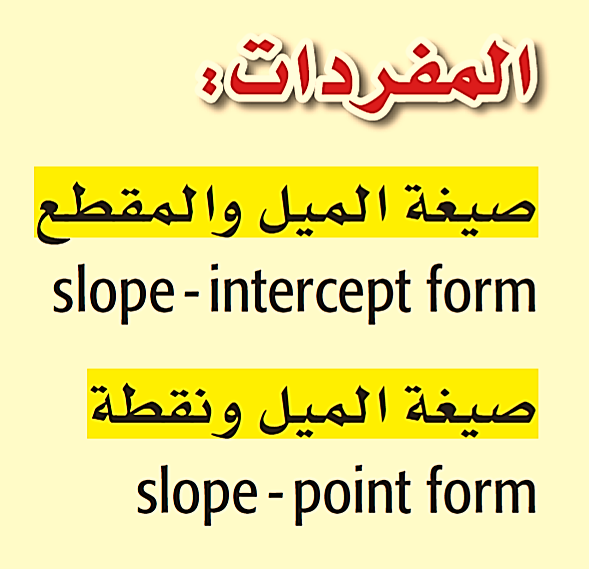 المفردات:
صيغة الميل والمقطع
slope-intercept form
صيغة الميل ونقطة
slope-point form